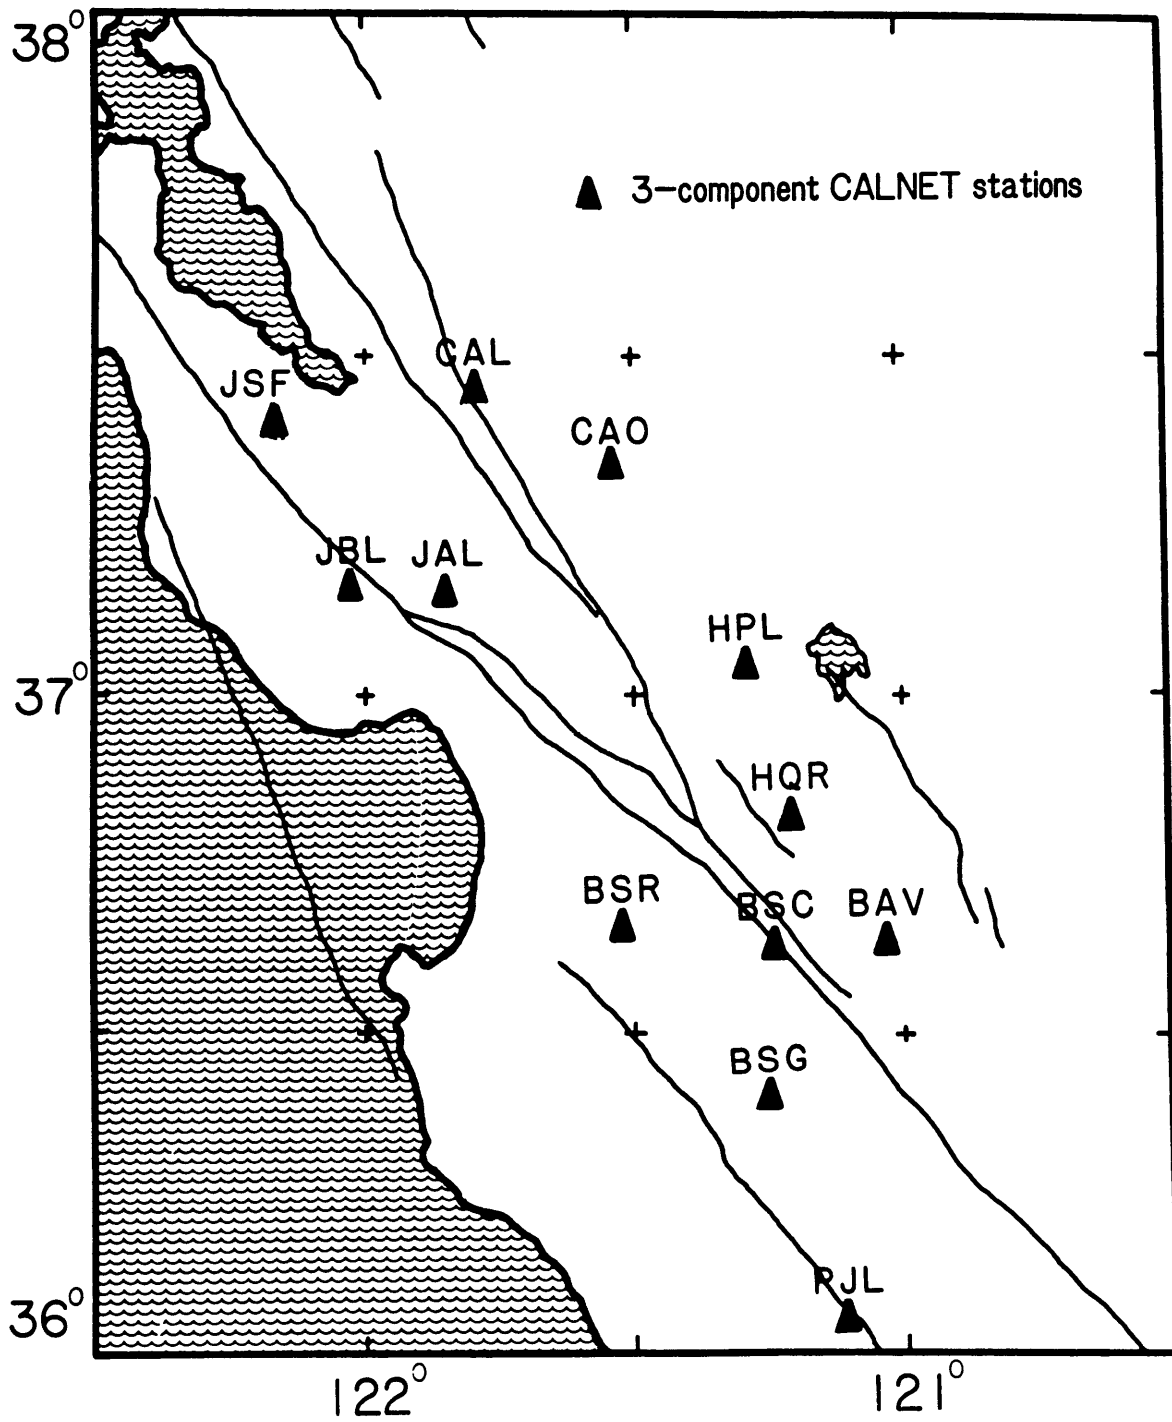 38°
▲ 3-component CALNET stations
CAL
JSF
CAO
JBL JAL
HPL
37°
HQR
BSR BSC BAV
BSG
PJL
36°
122° 121°